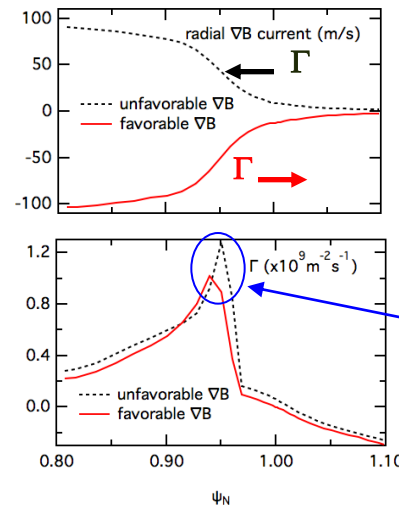 100
radial ∇B current (m/s)
Γ
50
unfavorable ∇B
favorable ∇B
0
-50
Γ
-100
1.2
Γ (x10⁹ m⁻² s⁻¹)
0.8
0.4
unfavorable ∇B
favorable ∇B
0.0
0.80 0.90 1.00 1.10
ψN